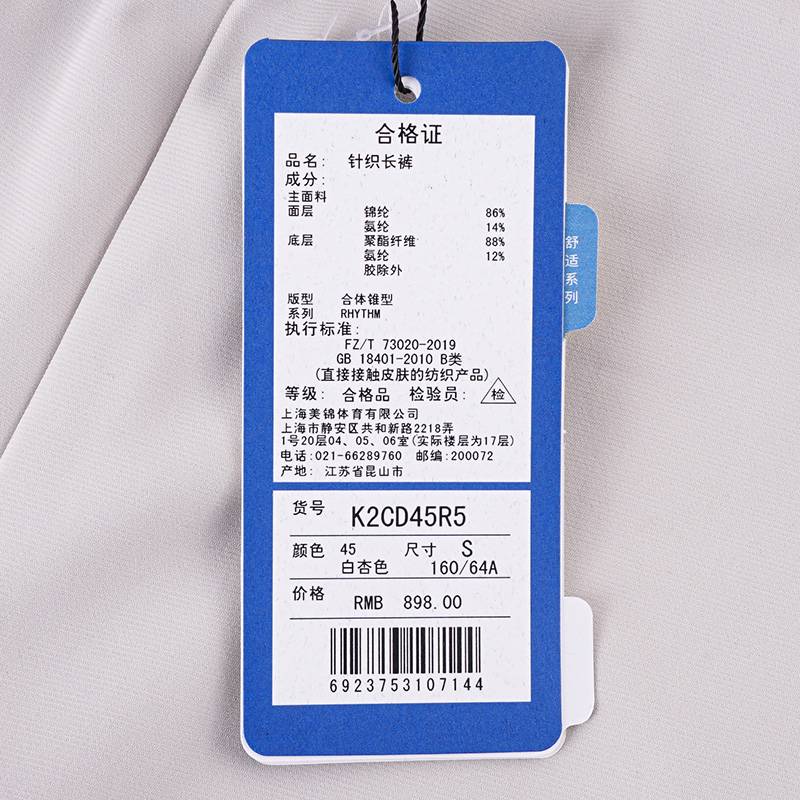 合格证
品名: 针织长裤
成分:
主面料
面层 锦纶 86%
氨纶 14%
底层 聚酯纤维 88%
氨纶 12%
胶除外
版型 合体锥型
系列 RHYTHM
执行标准:
FZ/T 73020-2019
GB 18401-2010 B类
(直接接触皮肤的纺织产品)
等级: 合格品 检验员: 检
上海美锦体育有限公司
上海市静安区共和新路2218弄
1号20层04、05、06室(实际楼层为17层)
电话:021-66289760 邮编:200072
产地: 江苏省昆山市
货号 K2CD45R5
颜色 45 尺寸 S
白杏色 160/64A
价格 RMB 898.00
6923753107144
舒适系列